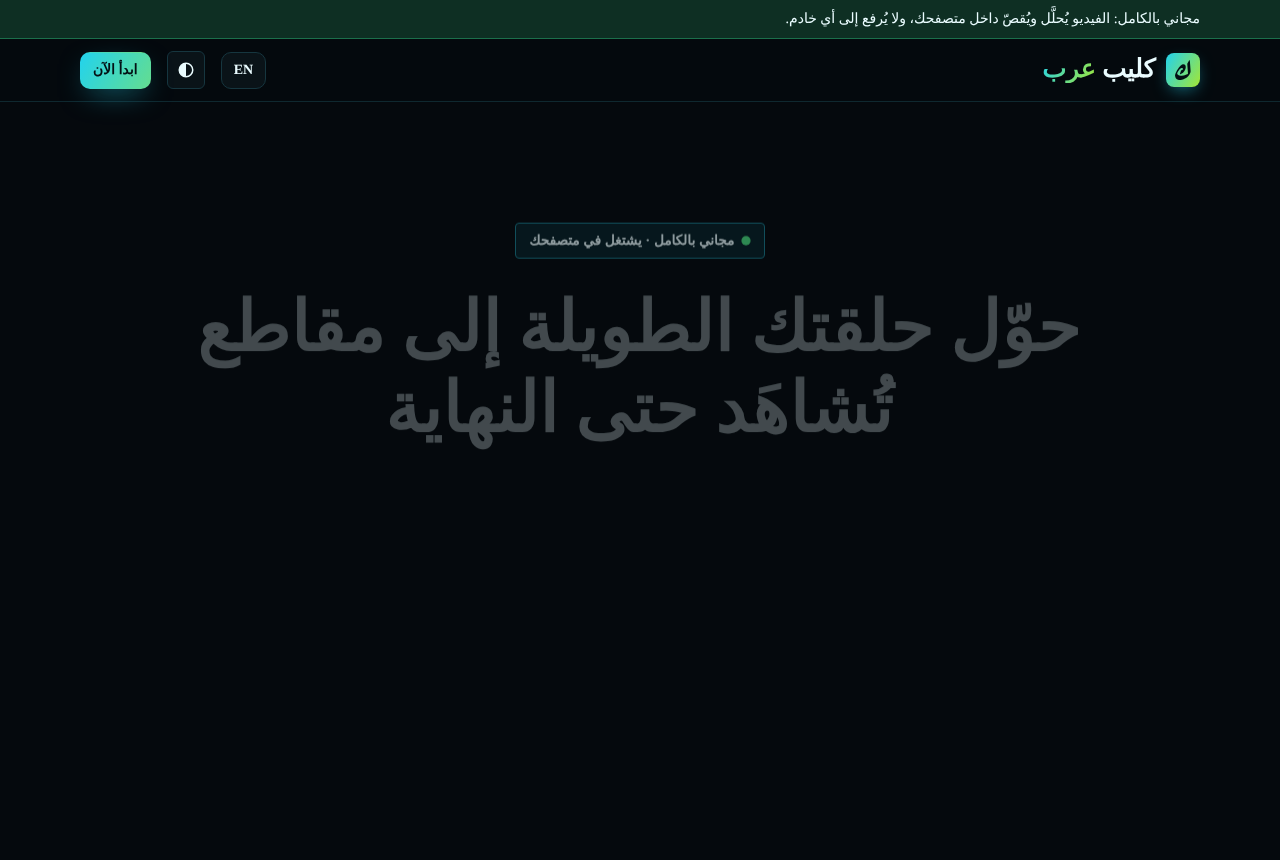 مجاني بالكامل: الفيديو يُحلَّل ويُقصّ داخل متصفحك، ولا يُرفع إلى أي خادم.
ك كليب عرب
EN
ابدأ الآن
مجاني بالكامل · يشتغل في متصفحك
حوّل حلقتك الطويلة إلى مقاطع
تُشاهَد حتى النهاية